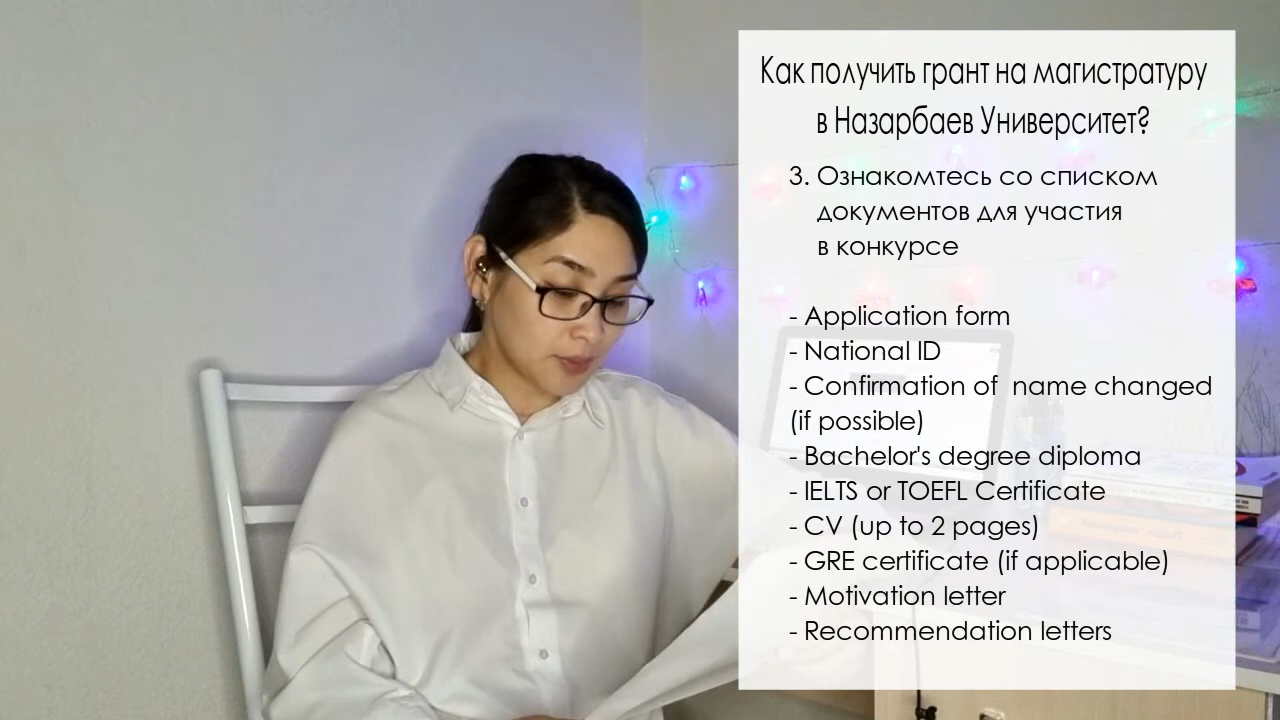 Как получить грант на магистратуру
в Назарбаев Университет?
3. Ознакомтесь со списком
документов для участия
в конкурсе
- Application form
- National ID
- Confirmation of name changed
(if possible)
- Bachelor's degree diploma
- IELTS or TOEFL Certificate
- CV (up to 2 pages)
- GRE certificate (if applicable)
- Motivation letter
- Recommendation letters